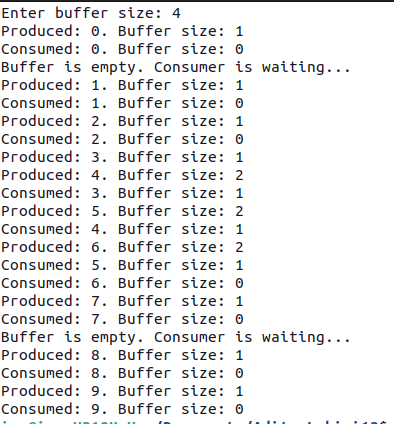 Enter buffer size: 4
Produced: 0. Buffer size: 1
Consumed: 0. Buffer size: 0
Buffer is empty. Consumer is waiting...
Produced: 1. Buffer size: 1
Consumed: 1. Buffer size: 0
Produced: 2. Buffer size: 1
Consumed: 2. Buffer size: 0
Produced: 3. Buffer size: 1
Produced: 4. Buffer size: 2
Consumed: 3. Buffer size: 1
Produced: 5. Buffer size: 2
Consumed: 4. Buffer size: 1
Produced: 6. Buffer size: 2
Consumed: 5. Buffer size: 1
Consumed: 6. Buffer size: 0
Produced: 7. Buffer size: 1
Consumed: 7. Buffer size: 0
Buffer is empty. Consumer is waiting...
Produced: 8. Buffer size: 1
Consumed: 8. Buffer size: 0
Produced: 9. Buffer size: 1
Consumed: 9. Buffer size: 0